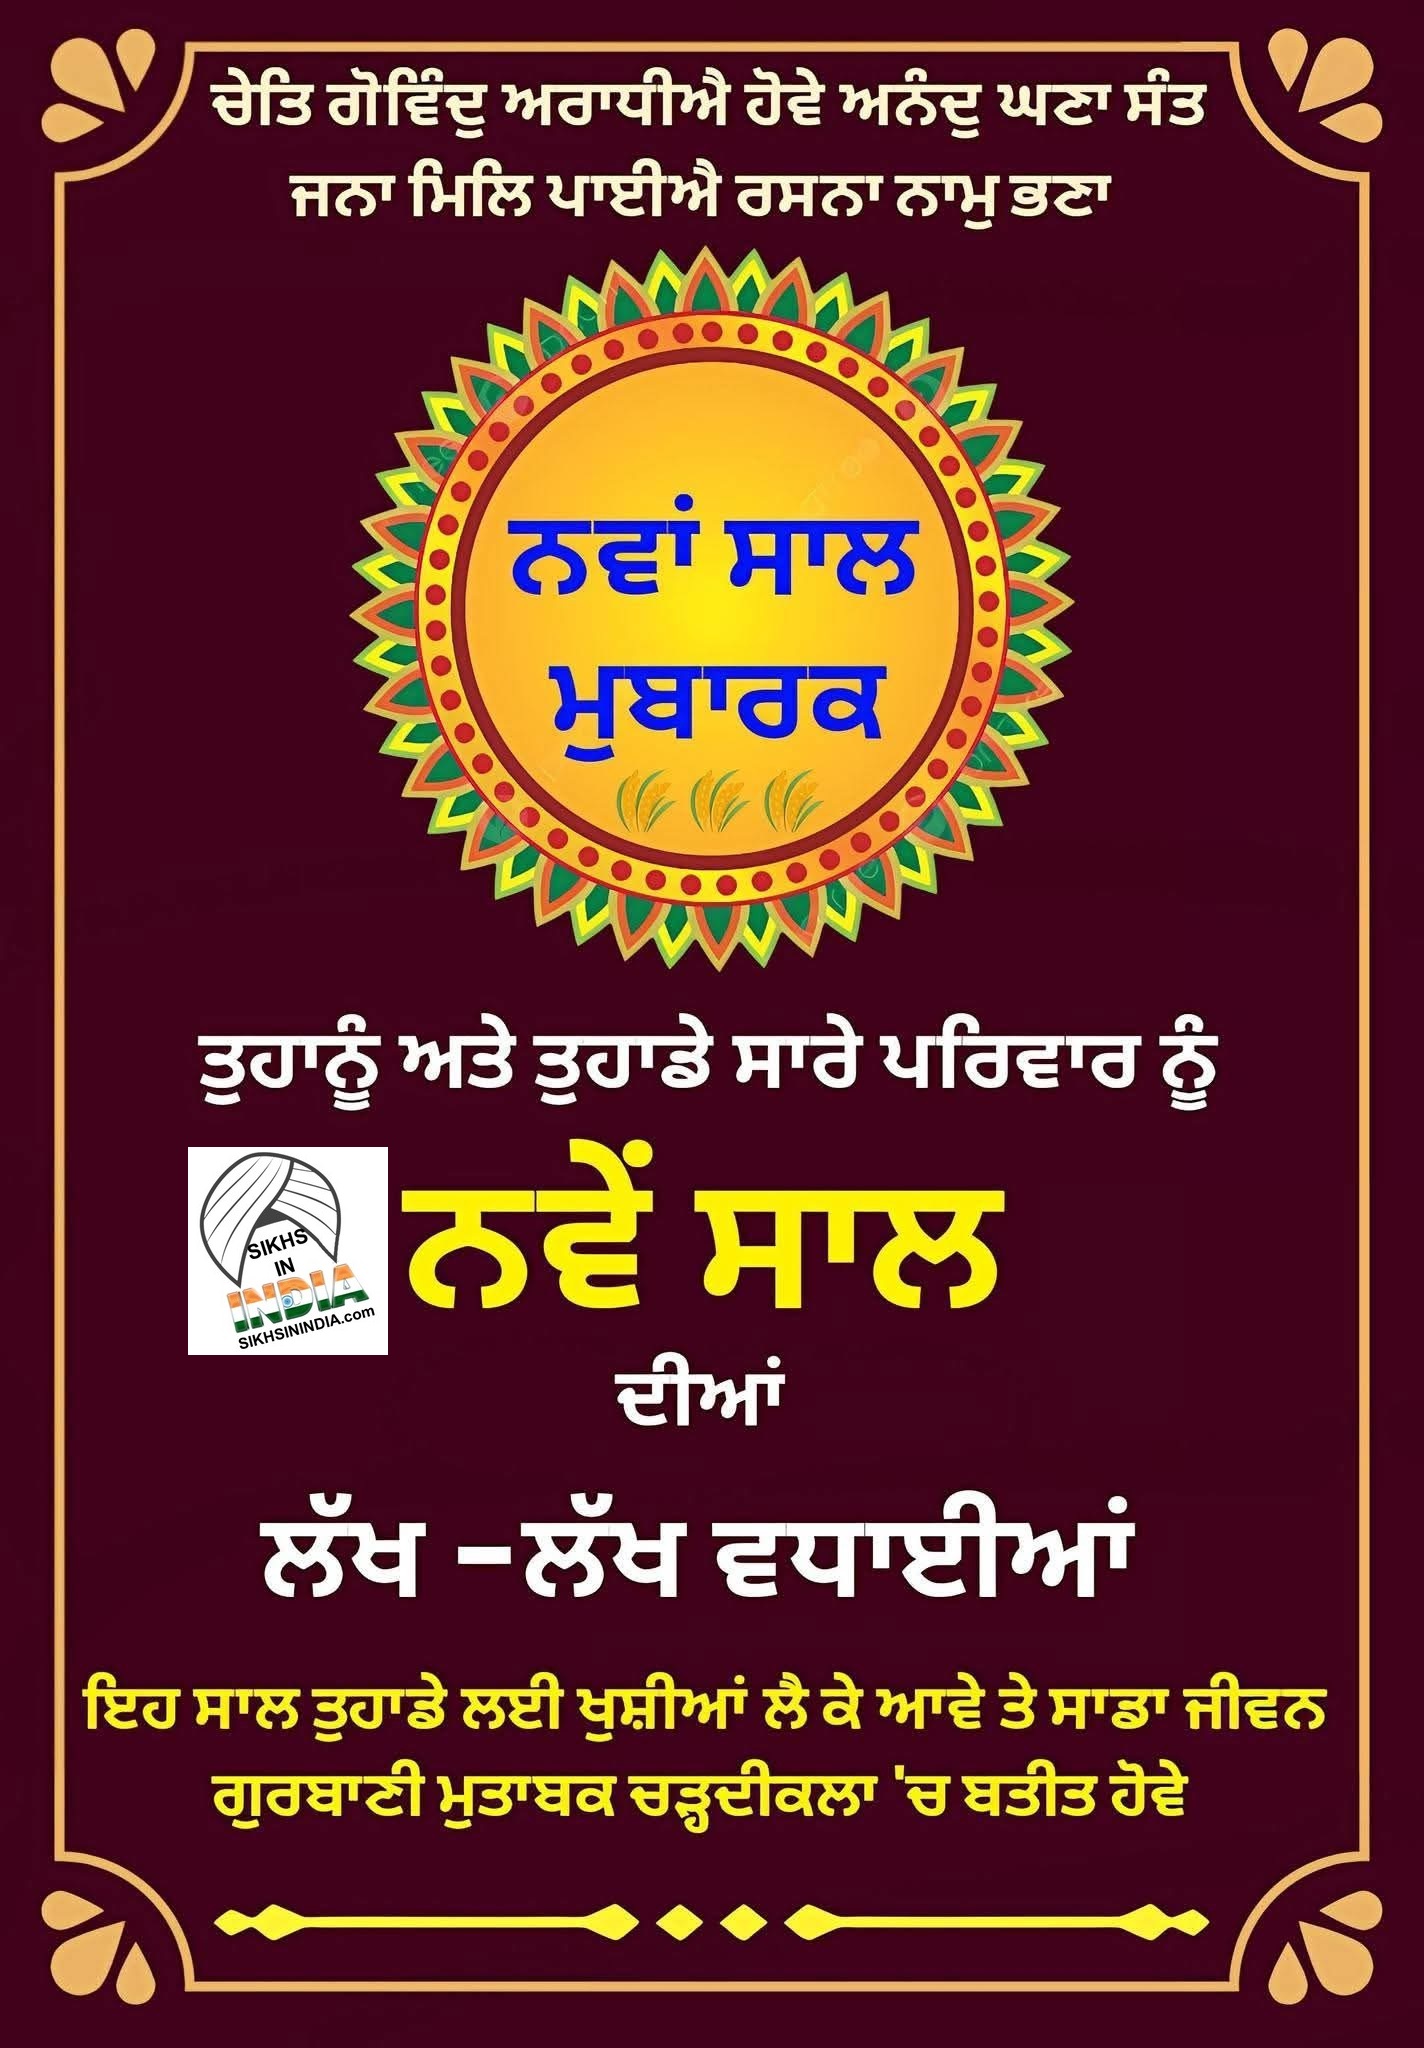 ਚੇਤਿ ਗੋਵਿੰਦੁ ਅਰਾਧੀਐ ਹੋਵੇ ਅਨੰਦੁ ਘਣਾ ਸੰਤ
ਜਨਾ ਮਿਲਿ ਪਾਈਐ ਰਸਨਾ ਨਾਮੁ ਭਣਾ
ਨਵਾਂ ਸਾਲ
ਮੁਬਾਰਕ
ਤੁਹਾਨੂੰ ਅਤੇ ਤੁਹਾਡੇ ਸਾਰੇ ਪਰਿਵਾਰ ਨੂੰ
SIKHS
IN
INDIA
SIKHSININDIA.com
ਨਵੇਂ ਸਾਲ
ਦੀਆਂ
ਲੱਖ -ਲੱਖ ਵਧਾਈਆਂ
ਇਹ ਸਾਲ ਤੁਹਾਡੇ ਲਈ ਖੁਸ਼ੀਆਂ ਲੈ ਕੇ ਆਵੇ ਤੇ ਸਾਡਾ ਜੀਵਨ
ਗੁਰਬਾਣੀ ਮੁਤਾਬਕ ਚੜ੍ਹਦੀਕਲਾ 'ਚ ਬਤੀਤ ਹੋਵੇ